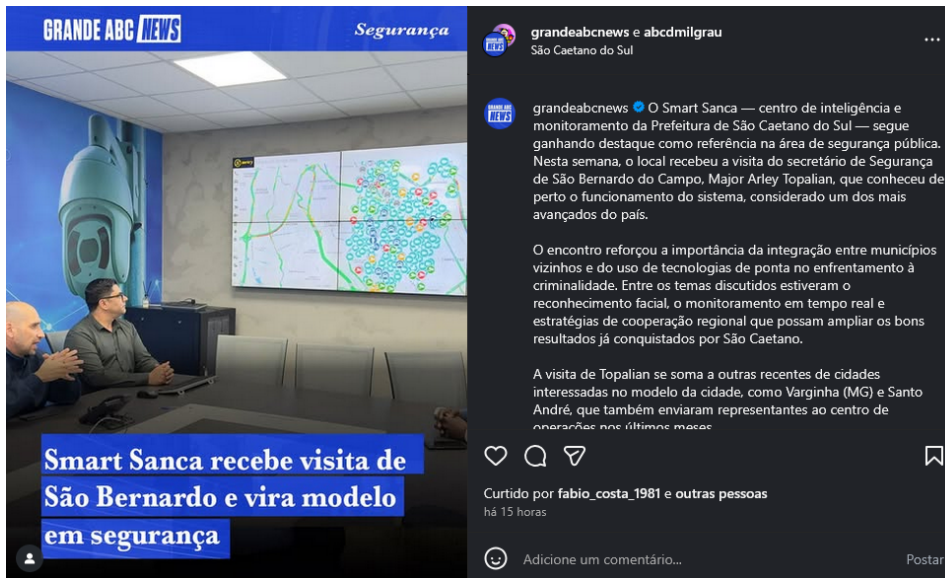 GRANDE ABC NEWS
Segurança
Smart Sanca recebe visita de
São Bernardo e vira modelo
em segurança
grandeabcnews e abcdmilgrau
São Caetano do Sul
grandeabcnews O Smart Sanca — centro de inteligência e
monitoramento da Prefeitura de São Caetano do Sul — segue
ganhando destaque como referência na área de segurança pública.
Nesta semana, o local recebeu a visita do secretário de Segurança
de São Bernardo do Campo, Major Arley Topalian, que conheceu de
perto o funcionamento do sistema, considerado um dos mais
avançados do país.
O encontro reforçou a importância da integração entre municípios
vizinhos e do uso de tecnologias de ponta no enfrentamento à
criminalidade. Entre os temas discutidos estiveram o
reconhecimento facial, o monitoramento em tempo real e
estratégias de cooperação regional que possam ampliar os bons
resultados já conquistados por São Caetano.
A visita de Topalian se soma a outras recentes de cidades
interessadas no modelo da cidade, como Varginha (MG) e Santo
André, que também enviaram representantes ao centro de
operações nos últimos meses
Curtido por fabio_costa_1981 e outras pessoas
há 15 horas
Adicione um comentário...
Postar